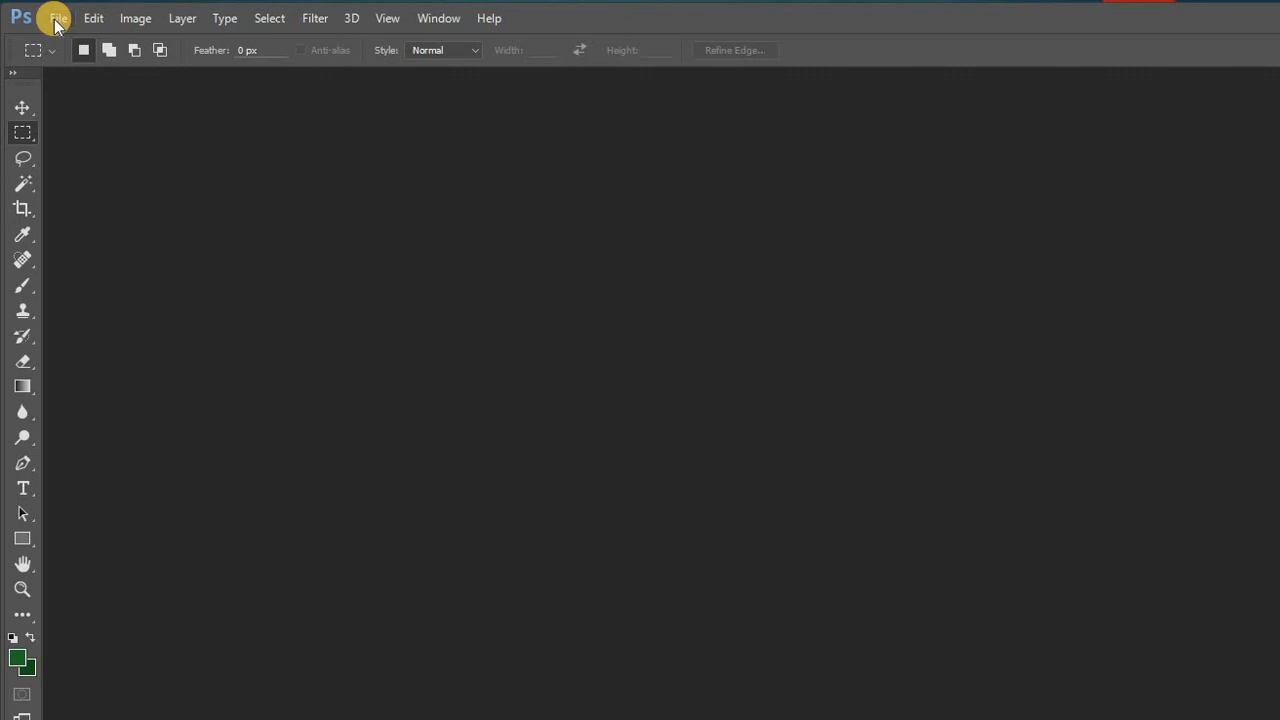 Ps File Edit Image Layer Type Select Filter 3D View Window Help
Feather: 0 px Anti-alias Style: Normal Width: Height: Refine Edge...
T